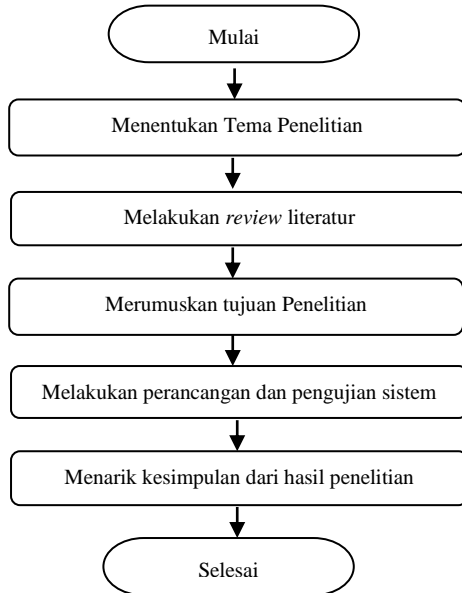 Mulai
Menentukan Tema Penelitian
Melakukan review literatur
Merumuskan tujuan Penelitian
Melakukan perancangan dan pengujian sistem
Menarik kesimpulan dari hasil penelitian
Selesai